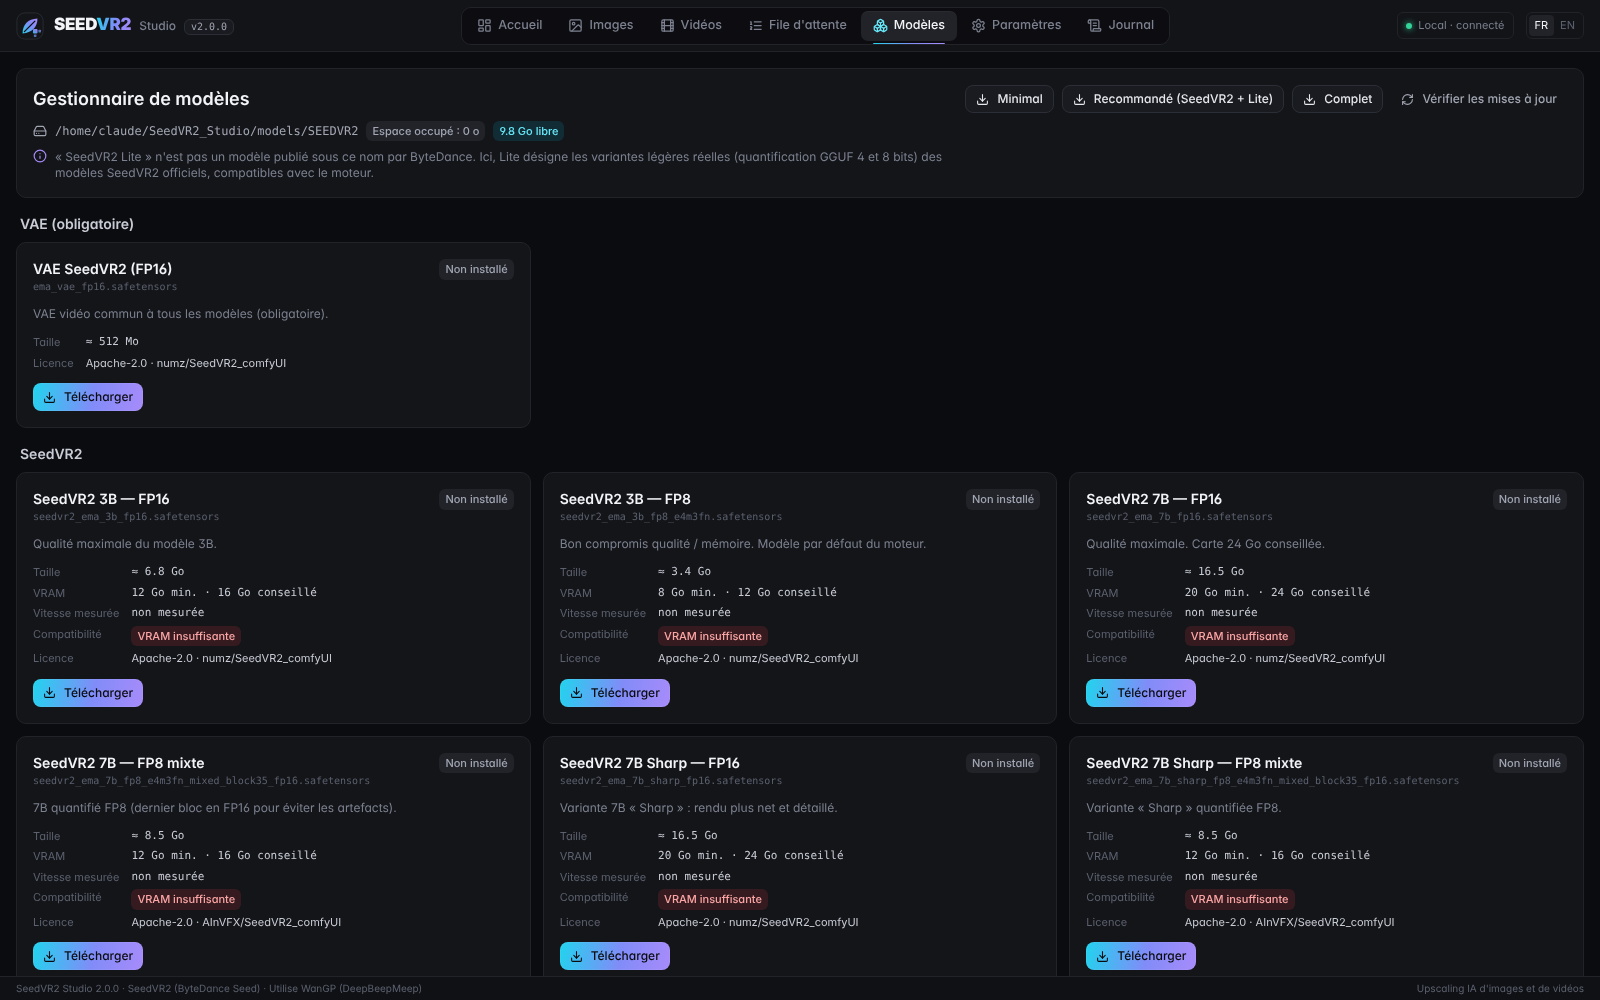 SEEDVR2 Studio v2.0.0
Accueil Images Vidéos File d'attente Modèles Paramètres Journal
Local · connecté FR EN
Gestionnaire de modèles
Minimal Recommandé (SeedVR2 + Lite) Complet Vérifier les mises à jour
/home/claude/SeedVR2_Studio/models/SEEDVR2 Espace occupé : 0 o 9.8 Go libre
« SeedVR2 Lite » n'est pas un modèle publié sous ce nom par ByteDance. Ici, Lite désigne les variantes légères réelles (quantification GGUF 4 et 8 bits) des
modèles SeedVR2 officiels, compatibles avec le moteur.
VAE (obligatoire)
VAE SeedVR2 (FP16) Non installé
ema_vae_fp16.safetensors
VAE vidéo commun à tous les modèles (obligatoire).
Taille ≈ 512 Mo
Licence Apache-2.0 · numz/SeedVR2_comfyUI
Télécharger
SeedVR2
SeedVR2 3B — FP16 Non installé
seedvr2_ema_3b_fp16.safetensors
Qualité maximale du modèle 3B.
Taille ≈ 6.8 Go
VRAM 12 Go min. · 16 Go conseillé
Vitesse mesurée non mesurée
Compatibilité VRAM insuffisante
Licence Apache-2.0 · numz/SeedVR2_comfyUI
Télécharger
SeedVR2 3B — FP8 Non installé
seedvr2_ema_3b_fp8_e4m3fn.safetensors
Bon compromis qualité / mémoire. Modèle par défaut du moteur.
Taille ≈ 3.4 Go
VRAM 8 Go min. · 12 Go conseillé
Vitesse mesurée non mesurée
Compatibilité VRAM insuffisante
Licence Apache-2.0 · numz/SeedVR2_comfyUI
Télécharger
SeedVR2 7B — FP16 Non installé
seedvr2_ema_7b_fp16.safetensors
Qualité maximale. Carte 24 Go conseillée.
Taille ≈ 16.5 Go
VRAM 20 Go min. · 24 Go conseillé
Vitesse mesurée non mesurée
Compatibilité VRAM insuffisante
Licence Apache-2.0 · numz/SeedVR2_comfyUI
Télécharger
SeedVR2 7B — FP8 mixte Non installé
seedvr2_ema_7b_fp8_e4m3fn_mixed_block35_fp16.safetensors
7B quantifié FP8 (dernier bloc en FP16 pour éviter les artefacts).
Taille ≈ 8.5 Go
VRAM 12 Go min. · 16 Go conseillé
Vitesse mesurée non mesurée
Compatibilité VRAM insuffisante
Licence Apache-2.0 · AInVFX/SeedVR2_comfyUI
Télécharger
SeedVR2 7B Sharp — FP16 Non installé
seedvr2_ema_7b_sharp_fp16.safetensors
Variante 7B « Sharp » : rendu plus net et détaillé.
Taille ≈ 16.5 Go
VRAM 20 Go min. · 24 Go conseillé
Vitesse mesurée non mesurée
Compatibilité VRAM insuffisante
Licence Apache-2.0 · numz/SeedVR2_comfyUI
Télécharger
SeedVR2 7B Sharp — FP8 mixte Non installé
seedvr2_ema_7b_sharp_fp8_e4m3fn_mixed_block35_fp16.safetensors
Variante « Sharp » quantifiée FP8.
Taille ≈ 8.5 Go
VRAM 12 Go min. · 16 Go conseillé
Vitesse mesurée non mesurée
Compatibilité VRAM insuffisante
Licence Apache-2.0 · AInVFX/SeedVR2_comfyUI
Télécharger
SeedVR2 Studio 2.0.0 · SeedVR2 (ByteDance Seed) · Utilise WanGP (DeepBeepMeep)
Upscaling IA d'images et de vidéos